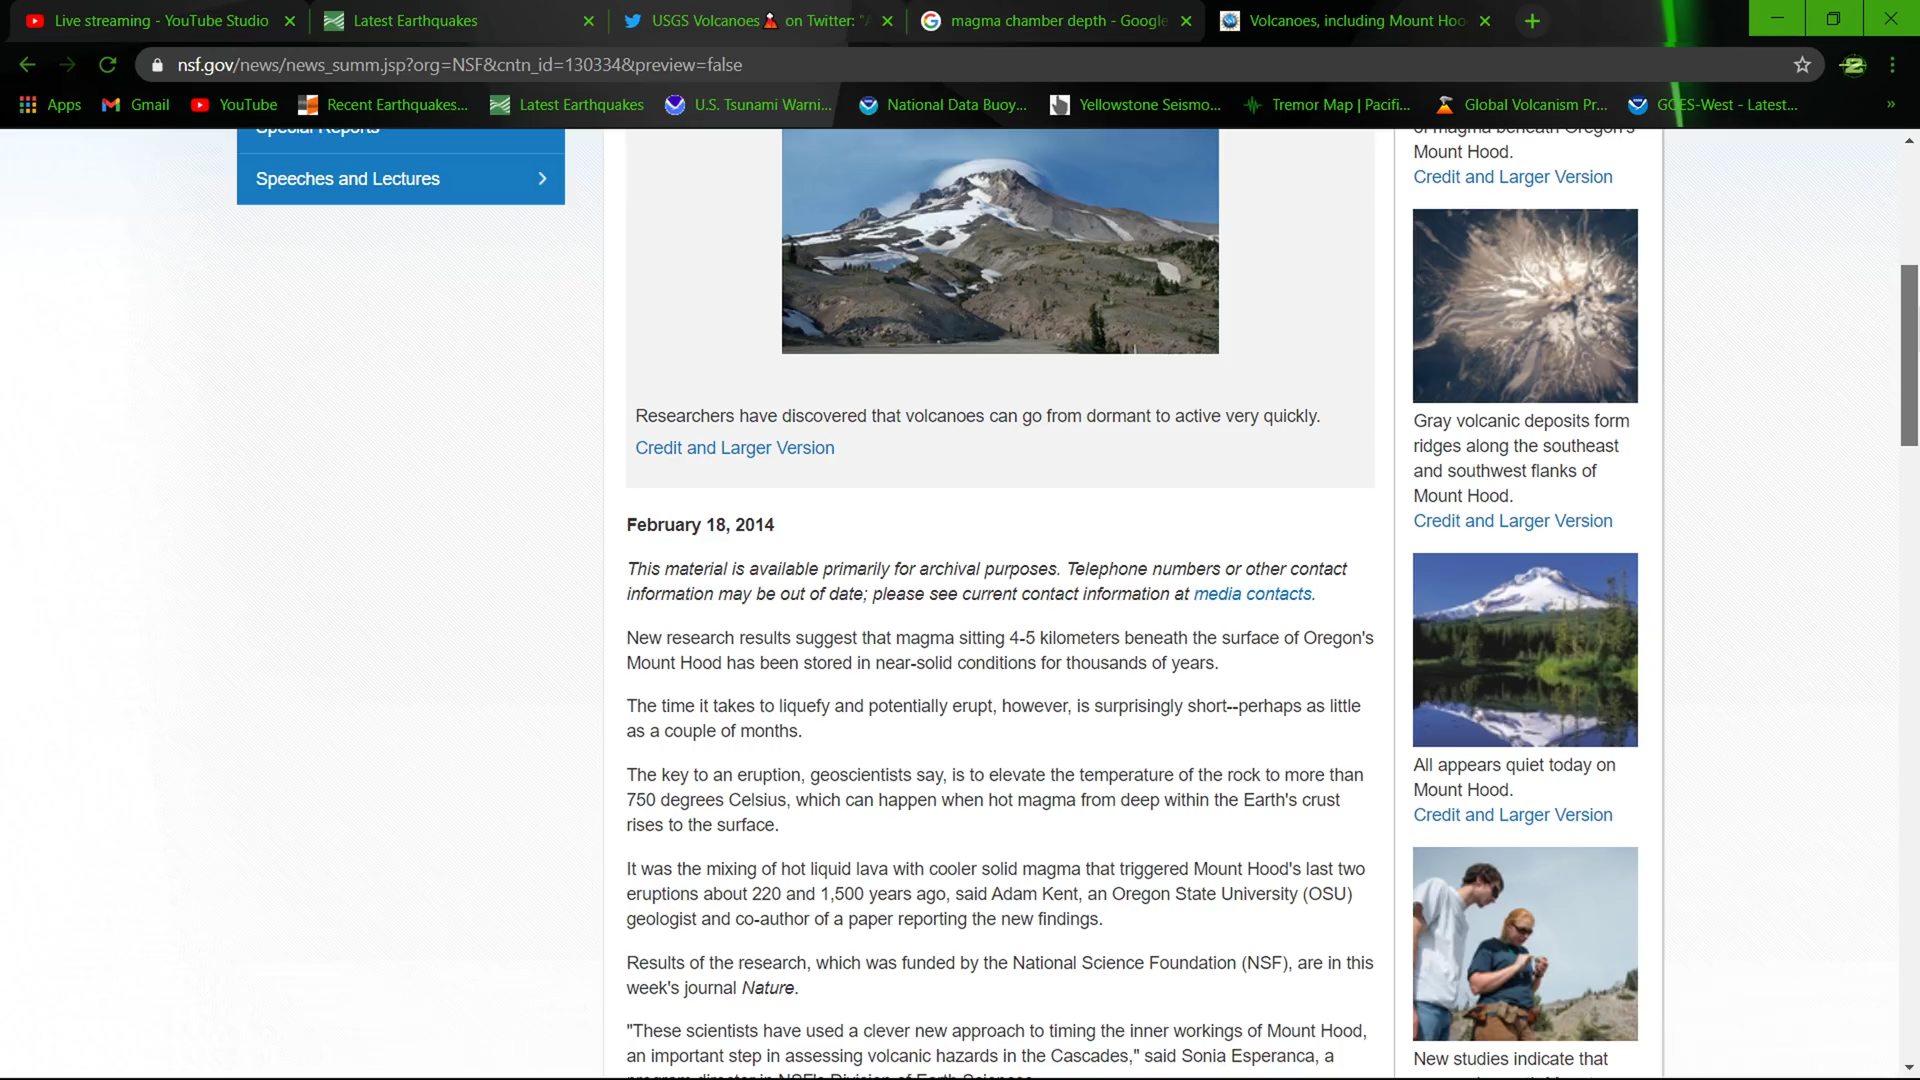 Live streaming - YouTube Studio
Latest Earthquakes
USGS Volcanoes🌋 on Twitter: "
magma chamber depth - Google
Volcanoes, including Mount Hoo
nsf.gov/news/news_summ.jsp?org=NSF&cntn_id=130334&preview=false
Apps
Gmail
YouTube
Recent Earthquakes...
Latest Earthquakes
U.S. Tsunami Warni...
National Data Buoy...
Yellowstone Seismo...
Tremor Map | Pacifi...
Global Volcanism Pr...
GOES-West - Latest...
»
Special Reports
Speeches and Lectures
Researchers have discovered that volcanoes can go from dormant to active very quickly.
Credit and Larger Version
February 18, 2014
This material is available primarily for archival purposes. Telephone numbers or other contact
information may be out of date; please see current contact information at media contacts.
New research results suggest that magma sitting 4-5 kilometers beneath the surface of Oregon's
Mount Hood has been stored in near-solid conditions for thousands of years.
The time it takes to liquefy and potentially erupt, however, is surprisingly short--perhaps as little
as a couple of months.
The key to an eruption, geoscientists say, is to elevate the temperature of the rock to more than
750 degrees Celsius, which can happen when hot magma from deep within the Earth's crust
rises to the surface.
It was the mixing of hot liquid lava with cooler solid magma that triggered Mount Hood's last two
eruptions about 220 and 1,500 years ago, said Adam Kent, an Oregon State University (OSU)
geologist and co-author of a paper reporting the new findings.
Results of the research, which was funded by the National Science Foundation (NSF), are in this
week's journal Nature.
"These scientists have used a clever new approach to timing the inner workings of Mount Hood,
an important step in assessing volcanic hazards in the Cascades," said Sonia Esperanca, a
program director in NSF's Division of Earth Sciences.
of magma beneath Oregon's
Mount Hood.
Credit and Larger Version
Gray volcanic deposits form
ridges along the southeast
and southwest flanks of
Mount Hood.
Credit and Larger Version
All appears quiet today on
Mount Hood.
Credit and Larger Version
New studies indicate that